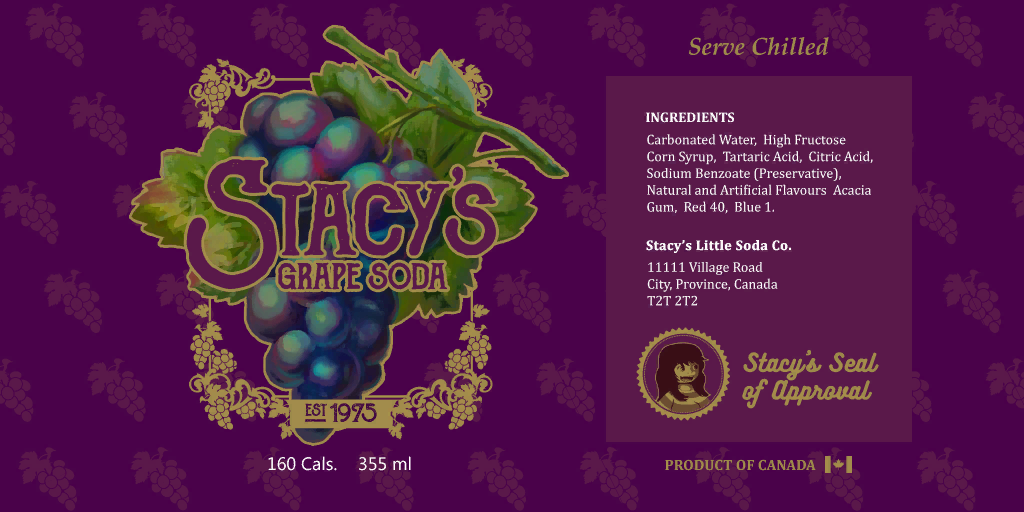 STACY'S
GRAPE SODA
EST 1975
160 Cals. 355 ml
Serve Chilled
INGREDIENTS
Carbonated Water, High Fructose
Corn Syrup, Tartaric Acid, Citric Acid,
Sodium Benzoate (Preservative),
Natural and Artificial Flavours Acacia
Gum, Red 40, Blue 1.
Stacy's Little Soda Co.
11111 Village Road
City, Province, Canada
T2T 2T2
Stacy's Seal
of Approval
PRODUCT OF CANADA